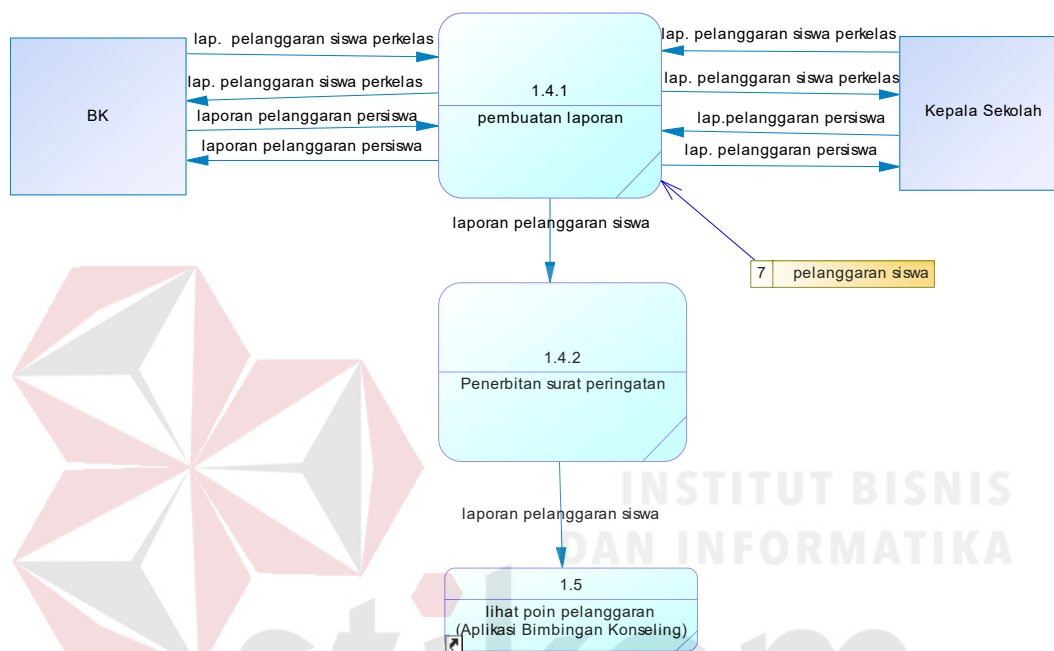 lap. pelanggaran siswa perkelas
lap. pelanggaran siswa perkelas
lap. pelanggaran siswa perkelas
lap. pelanggaran siswa perkelas
1.4.1
BK
pembuatan laporan
Kepala Sekolah
laporan pelanggaran persiswa
lap.pelanggaran persiswa
laporan pelanggaran persiswa
lap. pelanggaran persiswa
laporan pelanggaran siswa
7 pelanggaran siswa
1.4.2
Penerbitan surat peringatan
INSTITUT BISNIS
laporan pelanggaran siswa
DAN INFORMATIKA
1.5
lihat poin pelanggaran
(Aplikasi Bimbingan Konseling)